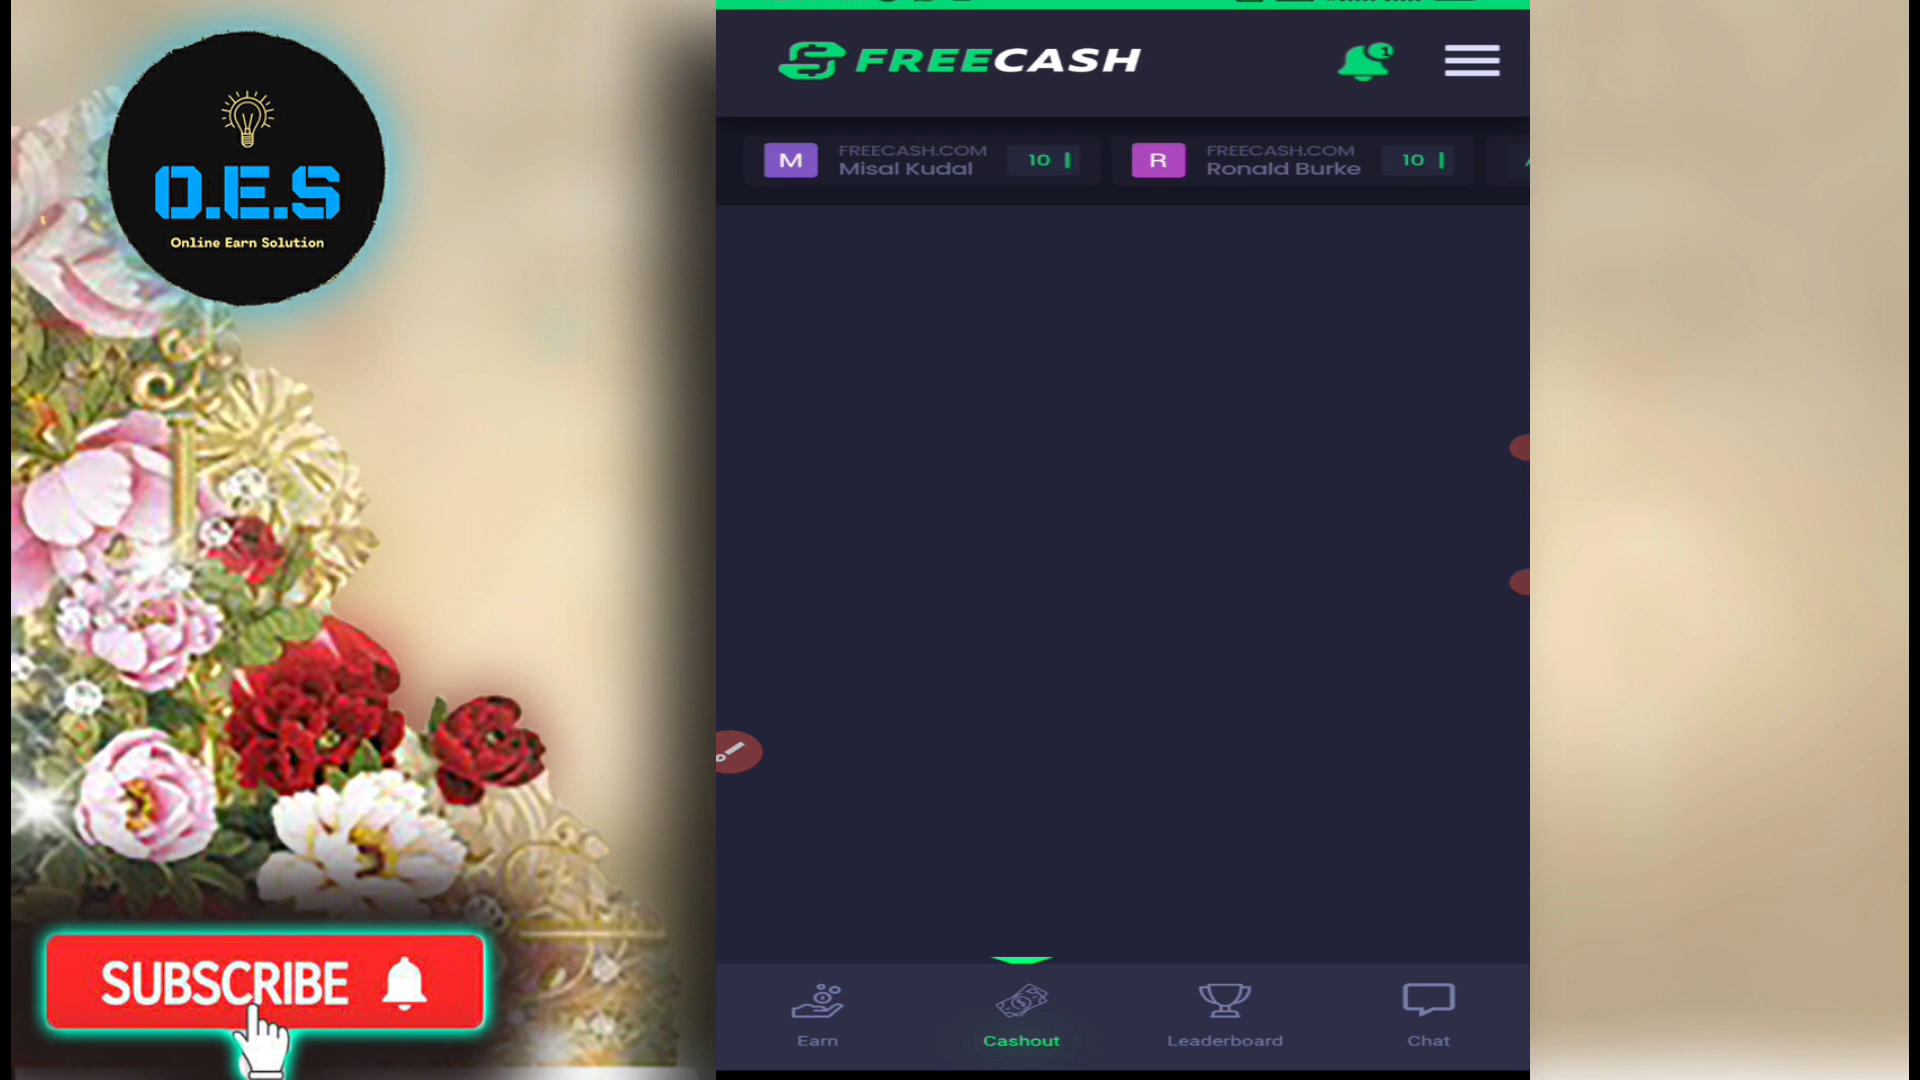 O.E.S
Online Earn Solution
SUBSCRIBE
FREECASH
1
M
FREECASH.COM
Misal Kudal
10
R
FREECASH.COM
Ronald Burke
10
Earn
Cashout
Leaderboard
Chat